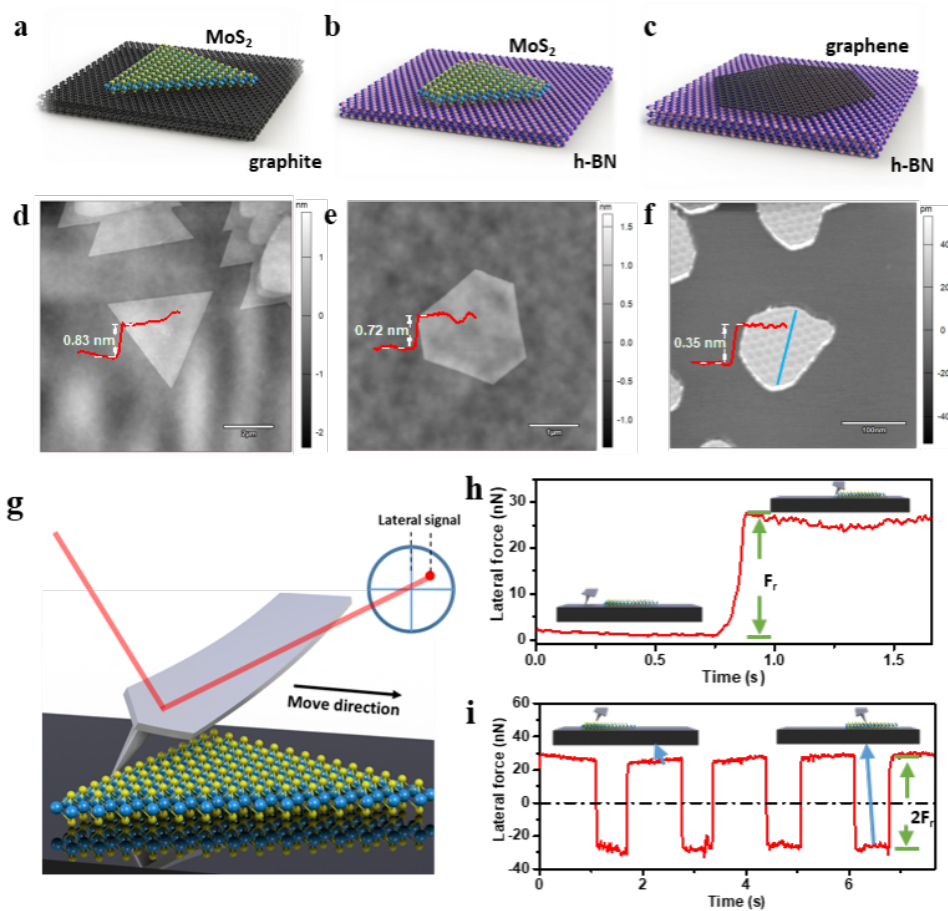 a
MoS₂
graphite
b
MoS₂
h-BN
c
graphene
h-BN
d
nm
1
0
-1
-2
0.83 nm
2μm
e
nm
1.5
1.0
0.5
0.0
-0.5
-1.0
0.72 nm
1μm
f
pm
40
20
0
-20
-40
0.35 nm
100nm
g
Lateral signal
Move direction
h
Lateral force (nN)
30
20
10
0
Fᵣ
0.0 0.5 1.0 1.5
Time (s)
i
Lateral force (nN)
60
40
20
0
-20
-40
2Fᵣ
0 2 4 6
Time (s)